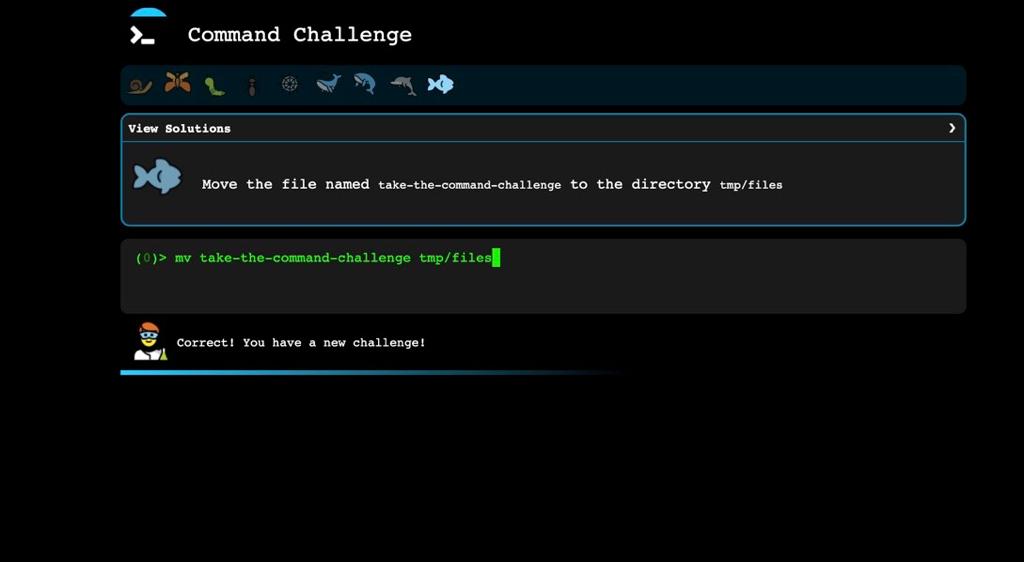 Command Challenge
View Solutions
Move the file named take-the-command-challenge to the directory tmp/files
(0)> mv take-the-command-challenge tmp/files
Correct! You have a new challenge!